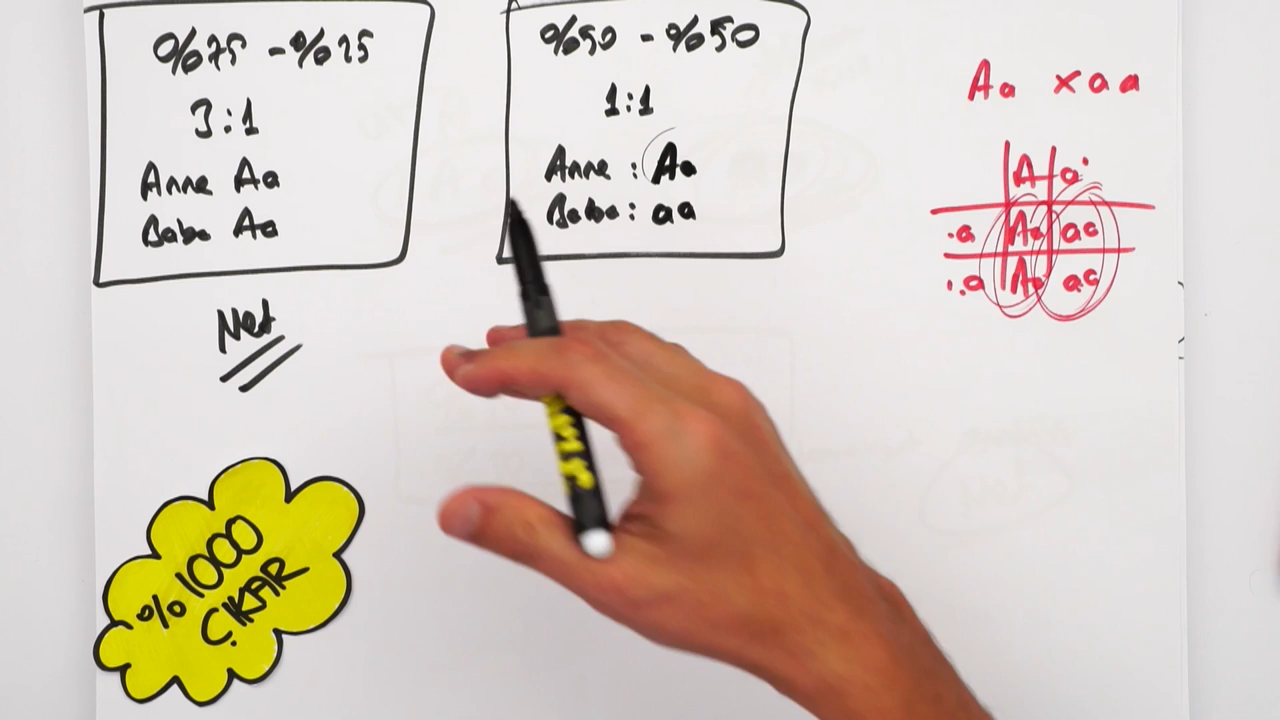 %75 - %25
3:1
Anne Aa
Baba Aa
Net
%50 - %50
1:1
Anne : Aa
Baba : aa
Aa x aa
A a
a Aa aa
a Aa aa
%1000
ÇIKAR